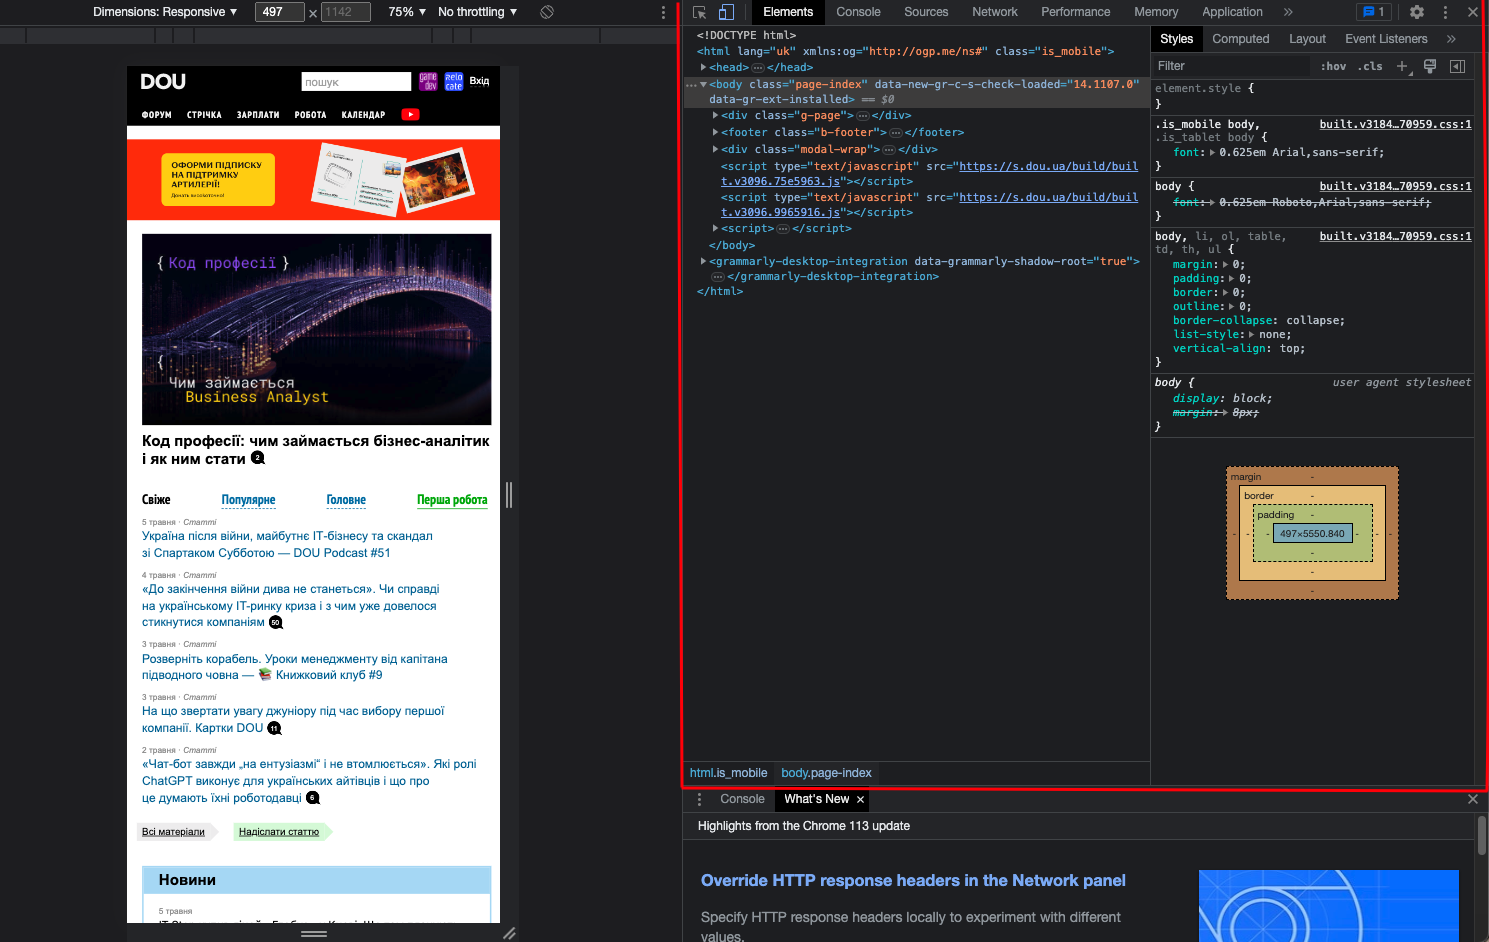 Dimensions: Responsive ▼ 497 × 1142 75% ▼ No throttling ▼
DOU
пошук
game dev
relo cate
Вхід
ФОРУМ СТРІЧКА ЗАРПЛАТИ РОБОТА КАЛЕНДАР
ОФОРМИ ПІДПИСКУ
НА ПІДТРИМКУ
АРТИЛЕРІЇ!
{ Код професії }
{
Чим займається
Business Analyst
Код професії: чим займається бізнес-аналітик
і як ним стати 2
Свіже Популярне Головне Перша робота
5 травня · Статті
Україна після війни, майбутнє ІТ-бізнесу та скандал
зі Спартаком Субботою — DOU Podcast #51
4 травня · Статті
«До закінчення війни дива не станеться». Чи справді
на українському ІТ-ринку криза і з чим уже довелося
стикнутися компаніям 50
3 травня · Статті
Розверніть корабель. Уроки менеджменту від капітана
підводного човна — 📚 Книжковий клуб #9
3 травня · Статті
На що звертати увагу джуніору під час вибору першої
компанії. Картки DOU 11
2 травня · Статті
«Чат-бот завжди „на ентузіазмі“ і не втомлюється». Які ролі
ChatGPT виконує для українських айтівців і що про
це думають їхні роботодавці 6
Всі матеріали Надіслати статтю
Новини
5 травня
Elements Console Sources Network Performance Memory Application » 1
<!DOCTYPE html>
<html lang="uk" xmlns:og="http://ogp.me/ns#" class="is_mobile">
▶<head>…</head>
…▼<body class="page-index" data-new-gr-c-s-check-loaded="14.1107.0"
data-gr-ext-installed> == $0
▶<div class="g-page">…</div>
▶<footer class="b-footer">…</footer>
▶<div class="modal-wrap">…</div>
<script type="text/javascript" src="https://s.dou.ua/build/buil
t.v3096.75e5963.js"></script>
<script type="text/javascript" src="https://s.dou.ua/build/buil
t.v3096.9965916.js"></script>
▶<script>…</script>
</body>
▶<grammarly-desktop-integration data-grammarly-shadow-root="true">
…</grammarly-desktop-integration>
</html>
html.is_mobile body.page-index
Styles Computed Layout Event Listeners »
Filter :hov .cls +
element.style {
}
.is_mobile body, built.v3184…70959.css:1
.is_tablet body {
font:▶ 0.625em Arial,sans-serif;
}
body { built.v3184…70959.css:1
font:▶ 0.625em Roboto,Arial,sans-serif;
}
body, li, ol, table, built.v3184…70959.css:1
td, th, ul {
margin:▶ 0;
padding:▶ 0;
border:▶ 0;
outline:▶ 0;
border-collapse: collapse;
list-style:▶ none;
vertical-align: top;
}
body { user agent stylesheet
display: block;
margin:▶ 8px;
}
margin -
border -
padding -
- - - 497×5550.840 - - -
-
-
-
Console What's New ×
Highlights from the Chrome 113 update
Override HTTP response headers in the Network panel
Specify HTTP response headers locally to experiment with different
values.